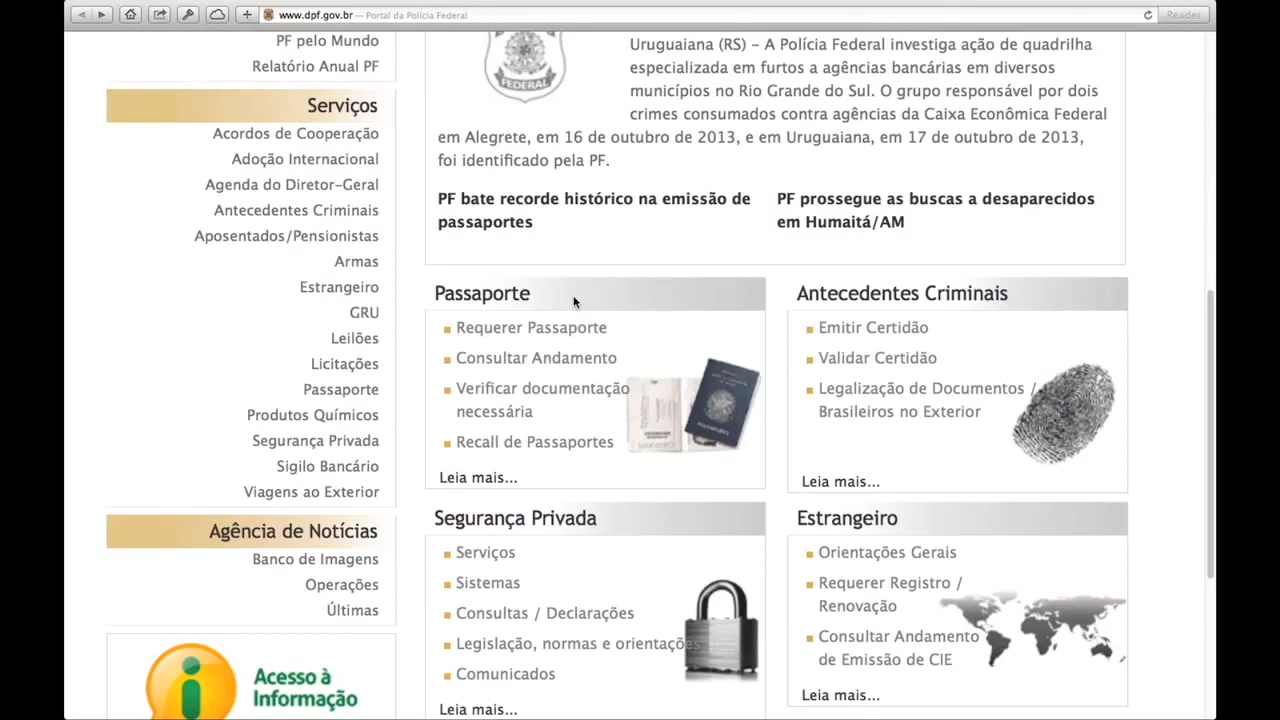 www.dpf.gov.br — Portal da Polícia Federal
Reader
PF pelo Mundo
Relatório Anual PF
Serviços
Acordos de Cooperação
Adoção Internacional
Agenda do Diretor-Geral
Antecedentes Criminais
Aposentados/Pensionistas
Armas
Estrangeiro
GRU
Leilões
Licitações
Passaporte
Produtos Químicos
Segurança Privada
Sigilo Bancário
Viagens ao Exterior
Agência de Notícias
Banco de Imagens
Operações
Últimas
Acesso à
Informação
FEDERAL
Uruguaiana (RS) – A Polícia Federal investiga ação de quadrilha
especializada em furtos a agências bancárias em diversos
municípios no Rio Grande do Sul. O grupo responsável por dois
crimes consumados contra agências da Caixa Econômica Federal
em Alegrete, em 16 de outubro de 2013, e em Uruguaiana, em 17 de outubro de 2013,
foi identificado pela PF.
PF bate recorde histórico na emissão de
passaportes
PF prossegue as buscas a desaparecidos
em Humaitá/AM
Passaporte
Requerer Passaporte
Consultar Andamento
Verificar documentação
necessária
Recall de Passaportes
Leia mais...
Antecedentes Criminais
Emitir Certidão
Validar Certidão
Legalização de Documentos /
Brasileiros no Exterior
Leia mais...
Segurança Privada
Serviços
Sistemas
Consultas / Declarações
Legislação, normas e orientações
Comunicados
Leia mais...
Estrangeiro
Orientações Gerais
Requerer Registro /
Renovação
Consultar Andamento
de Emissão de CIE
Leia mais...